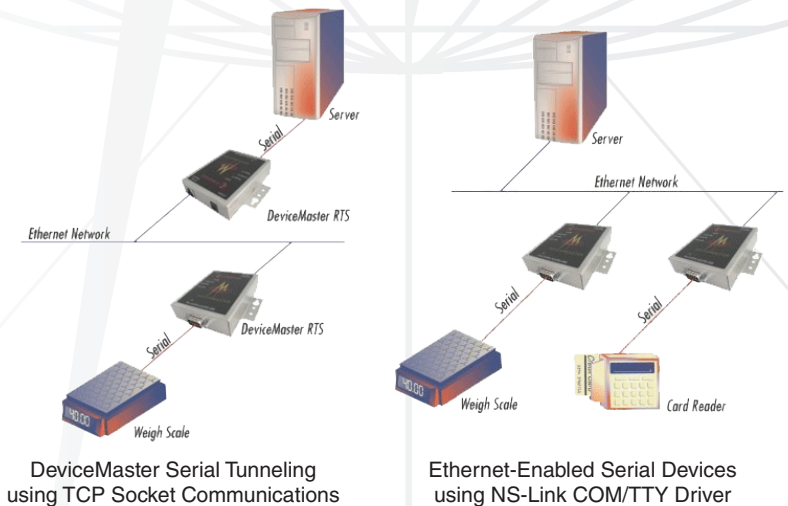 Server
Serial
DeviceMaster RTS
Ethernet Network
DeviceMaster RTS
Serial
40.00
Weigh Scale
DeviceMaster Serial Tunneling
using TCP Socket Communications
Server
Ethernet Network
Serial
Serial
40.00
Weigh Scale
Card Reader
Ethernet-Enabled Serial Devices
using NS-Link COM/TTY Driver